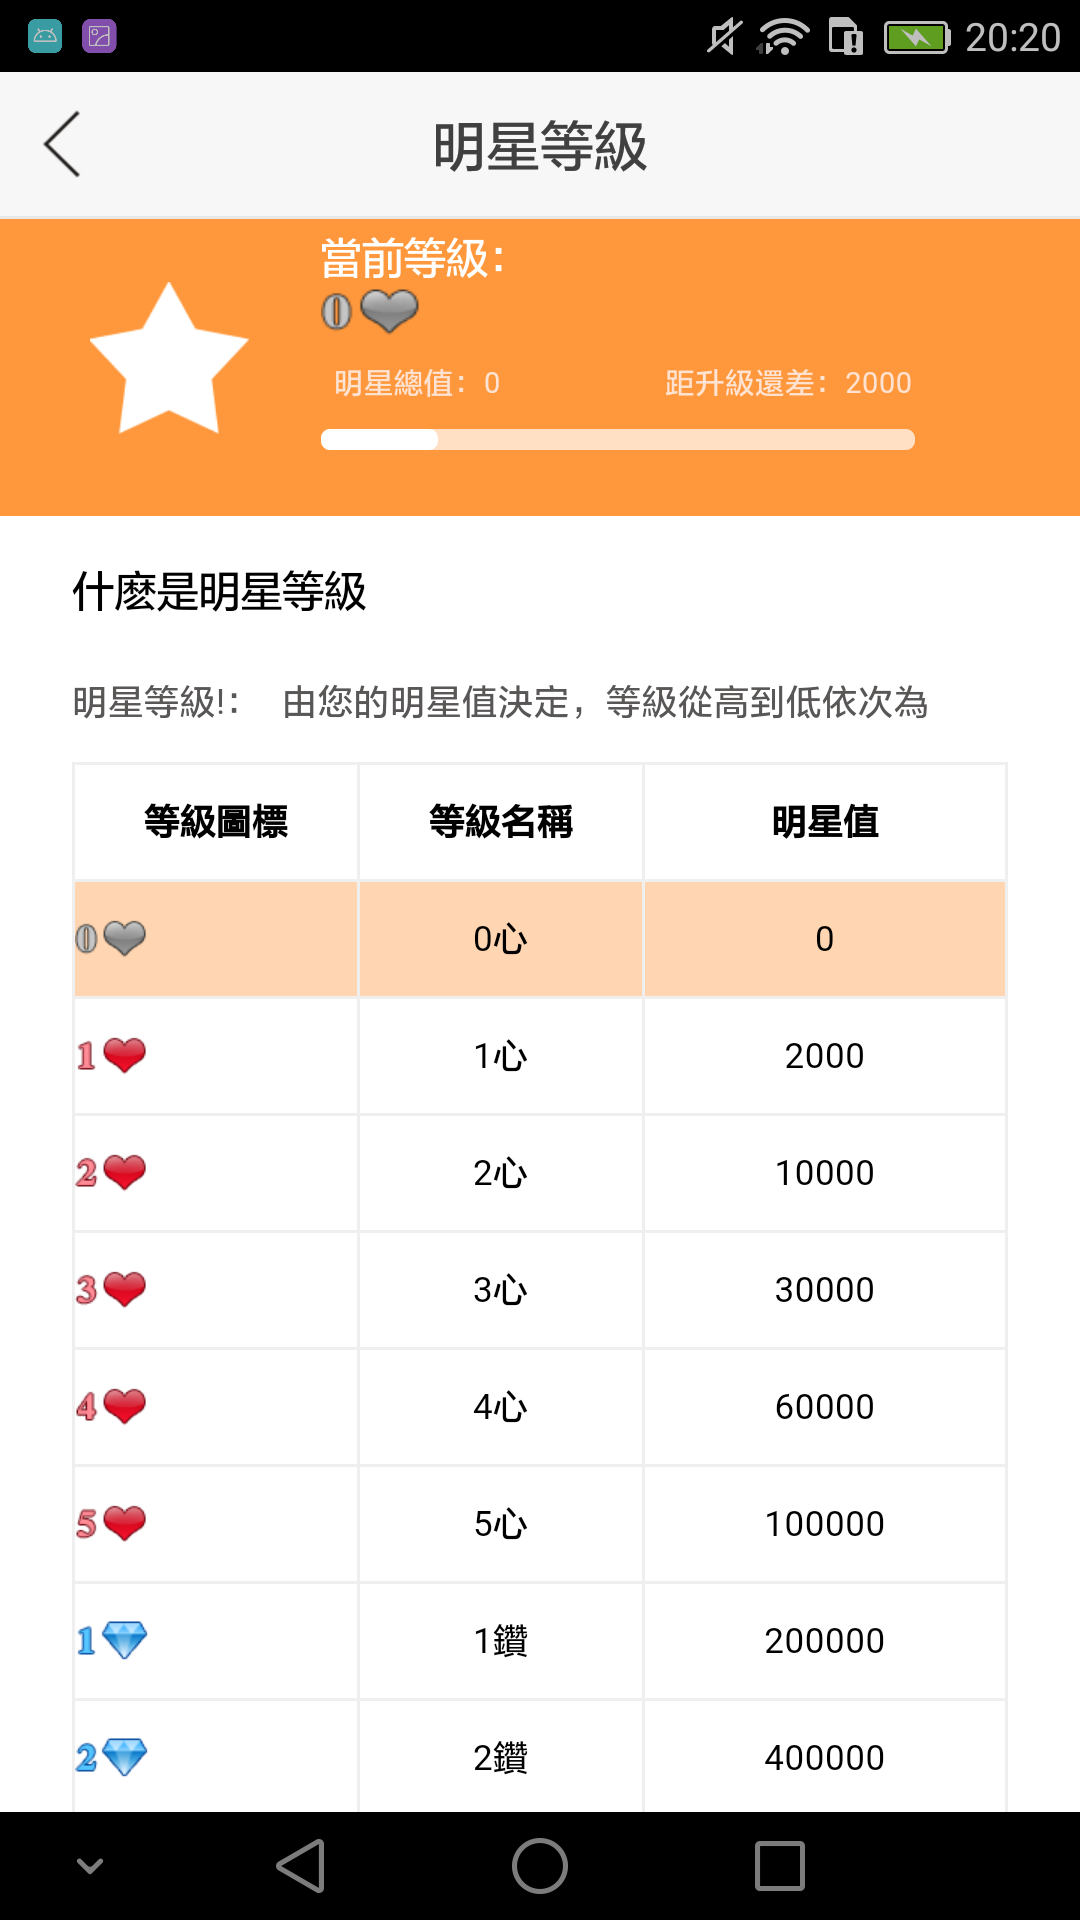 20:20
明星等級
當前等級：
0
明星總值：0 距升級還差：2000
什麽是明星等級
明星等級!： 由您的明星值決定，等級從高到低依次為
等級圖標 等級名稱 明星值
0 0心 0
1 1心 2000
2 2心 10000
3 3心 30000
4 4心 60000
5 5心 100000
1 1鑽 200000
2 2鑽 400000